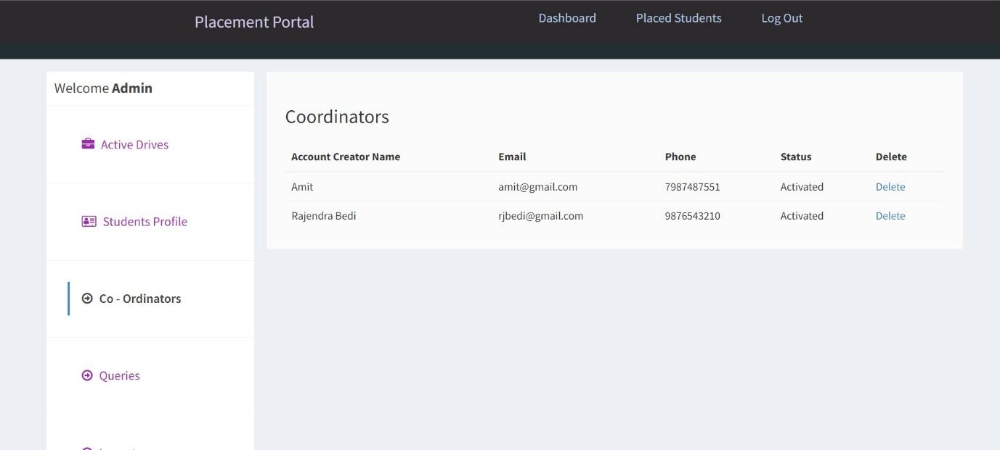 Placement Portal Dashboard Placed Students Log Out
Welcome Admin
Active Drives
Students Profile
Co - Ordinators
Queries
Coordinators
Account Creator Name Email Phone Status Delete
Amit amit@gmail.com 7987487551 Activated Delete
Rajendra Bedi rjbedi@gmail.com 9876543210 Activated Delete